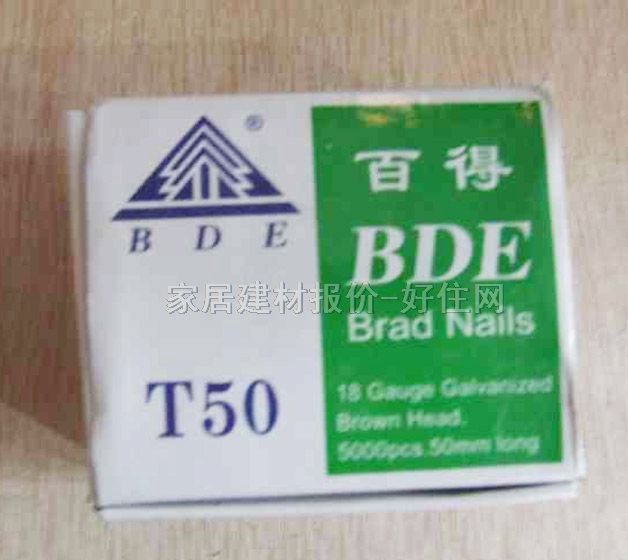 ®
B D E
T50
百得
BDE
Brad Nails
18 Gauge Galvanized
Brown Head.
5000pcs.50mm long
家居建材报价-好住网